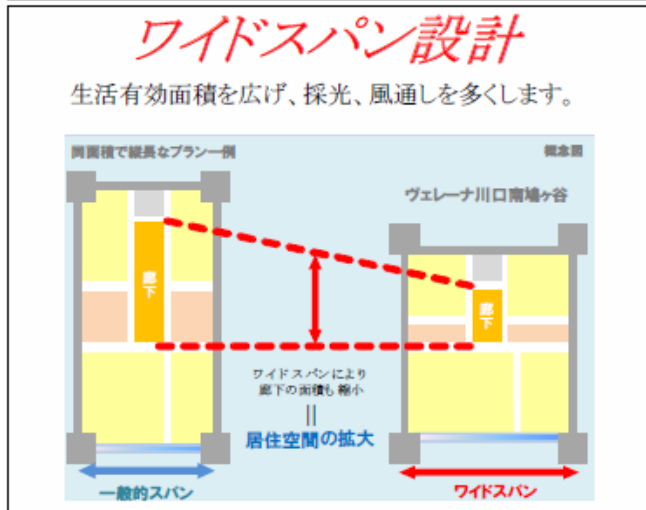 ワイドスパン設計
生活有効面積を広げ、採光、風通しを多くします。
同面積で縦長なプラン一例
概念図
ヴェレーナ川口南鳩ヶ谷
廊下
廊下
ワイドスパンにより
廊下の面積も縮小
||
居住空間の拡大
一般的スパン
ワイドスパン